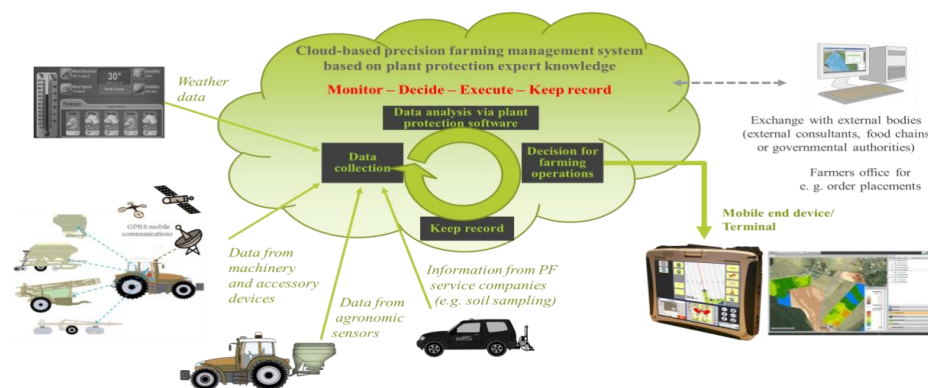 Cloud-based precision farming management system
based on plant protection expert knowledge
Monitor – Decide – Execute – Keep record
Data analysis via plant
protection software
Data
collection
Decision for
farming
operations
Keep record
Weather
data
30°
GPRS mobile
communications
Data from
machinery
and accessory
devices
Data from
agronomic
sensors
Information from PF
service companies
(e.g. soil sampling)
Exchange with external bodies
(external consultants, food chains
or governmental authorities)
Farmers office for
e. g. order placements
Mobile end device/
Terminal